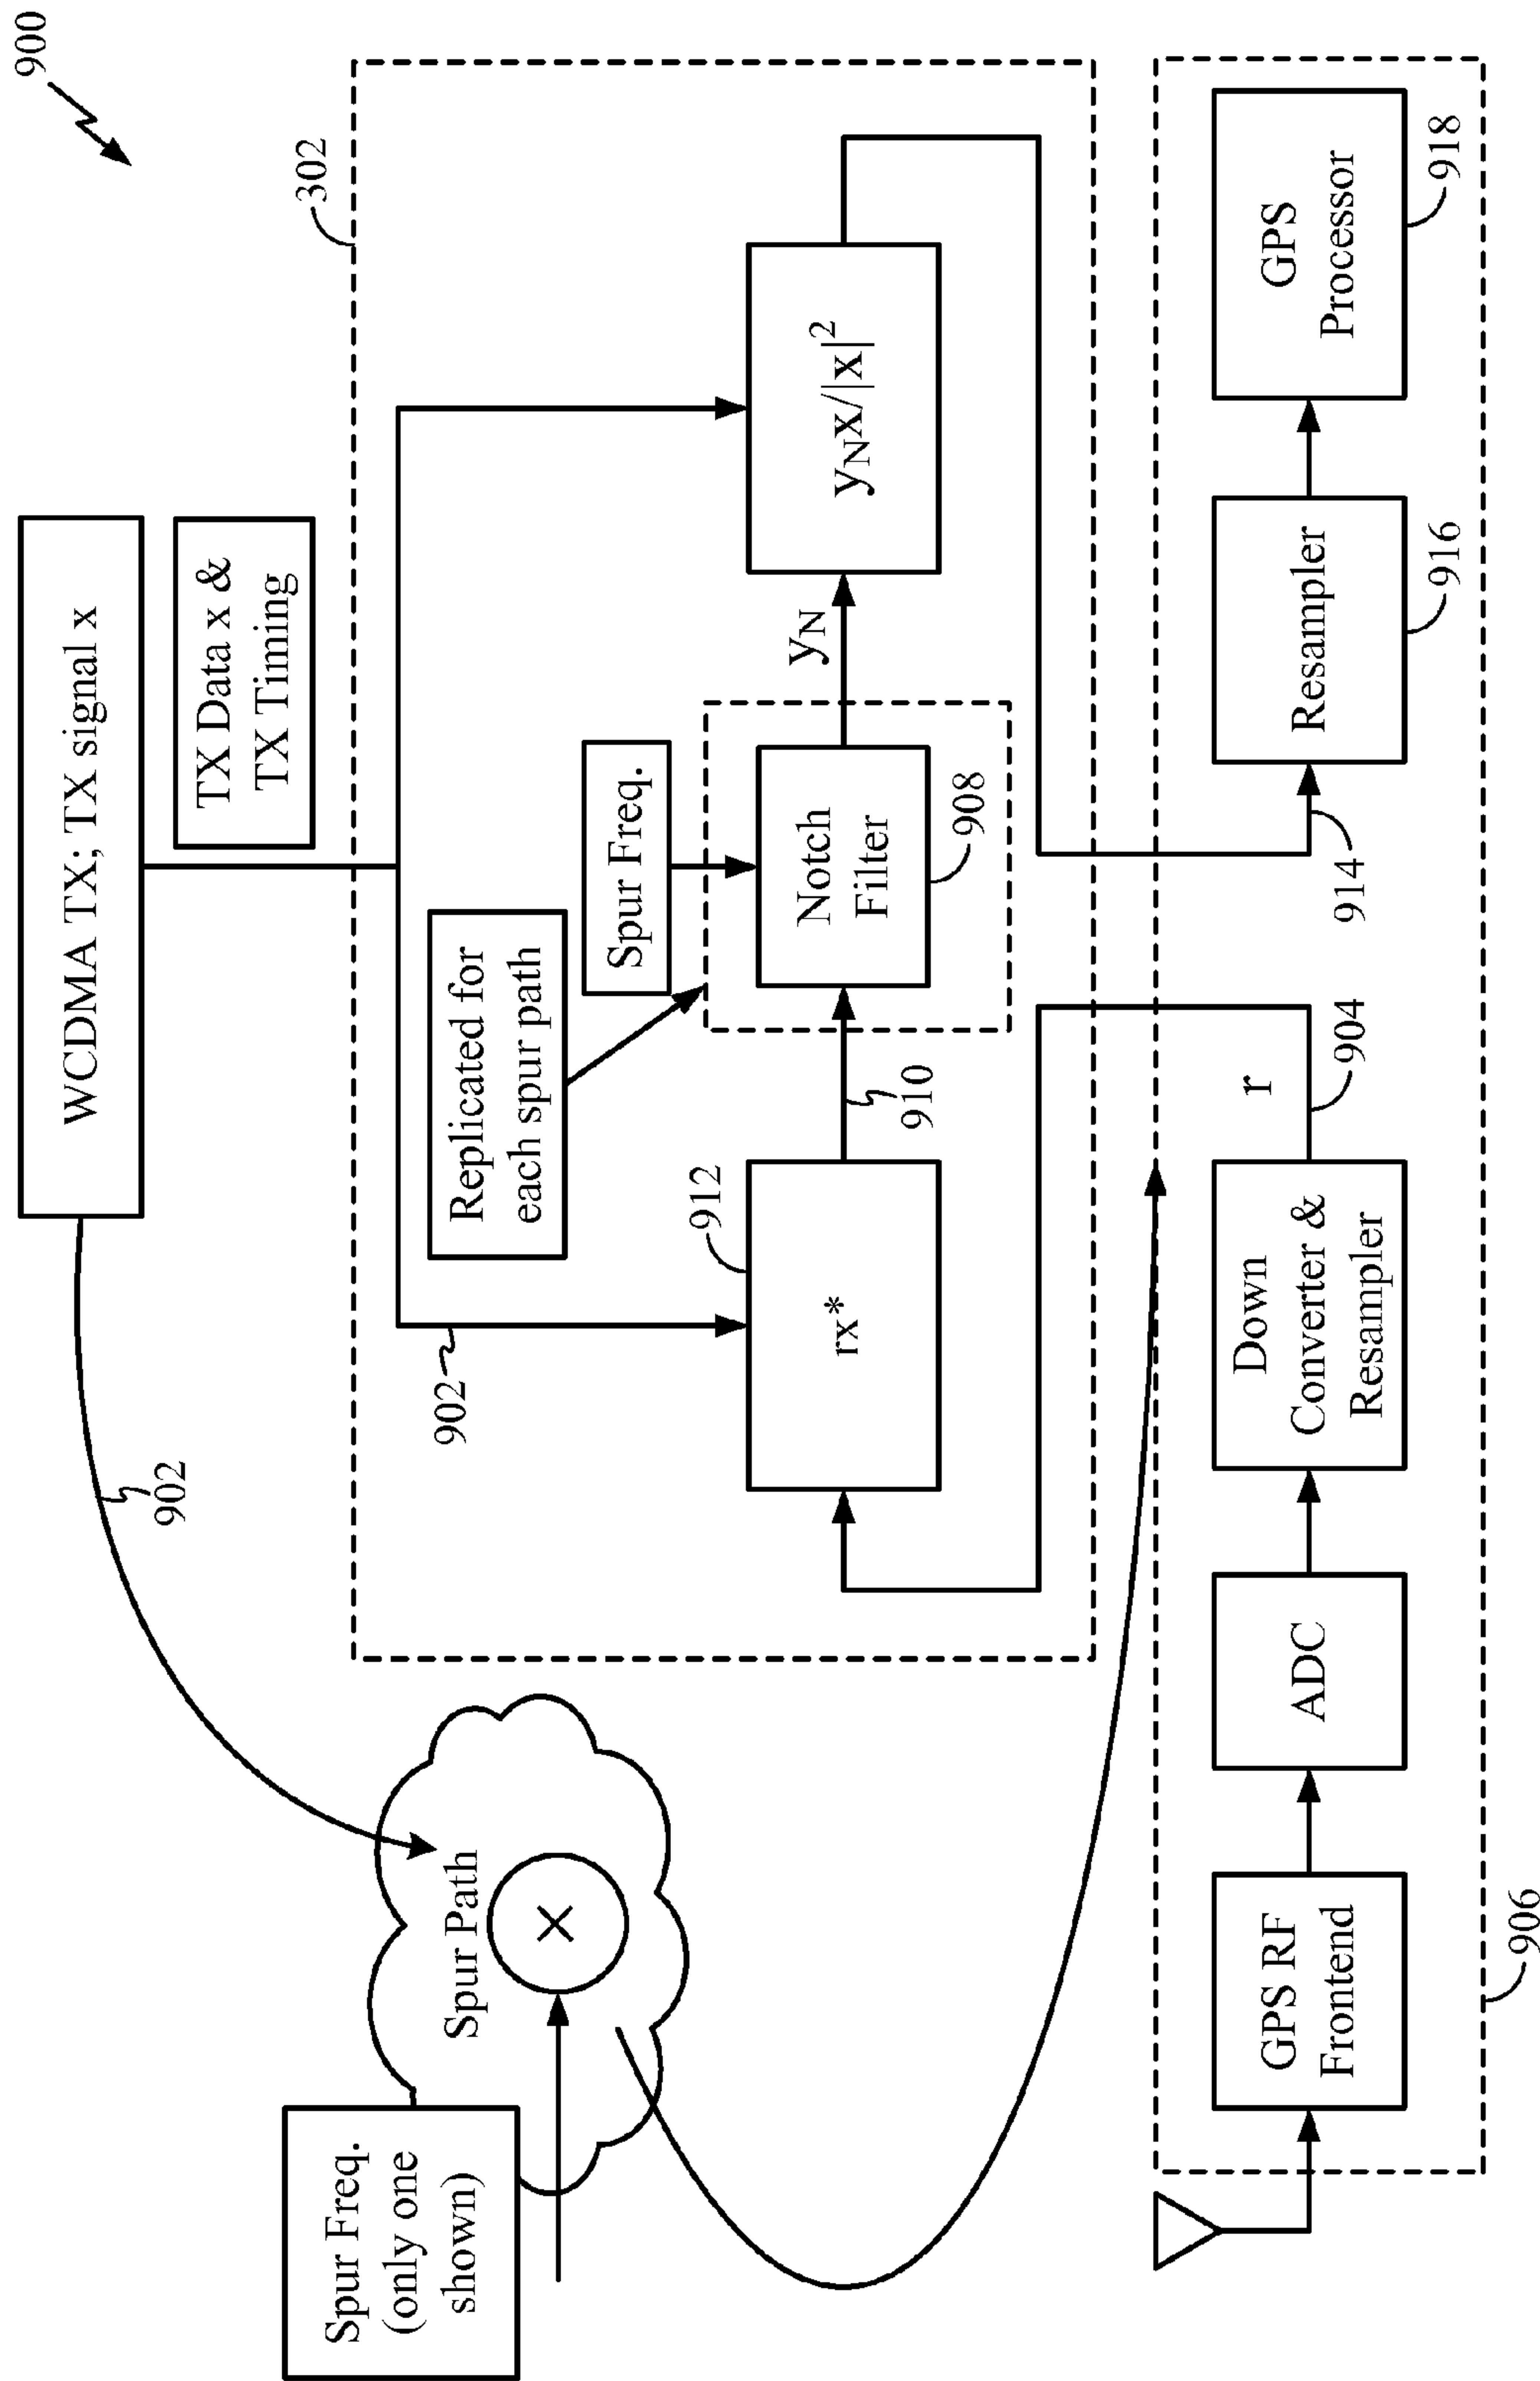 900
WCDMA TX; TX signal x
TX Data x &
TX Timing
902
302
Spur Freq.
(only one
shown)
Spur Path
902
Replicated for
each spur path
Spur Freq.
912
rx*
910
Notch
Filter
908
yN
yNx/|x|²
GPS RF
Frontend
ADC
Down
Converter &
Resampler
r
904
914
Resampler
916
GPS
Processor
918
906